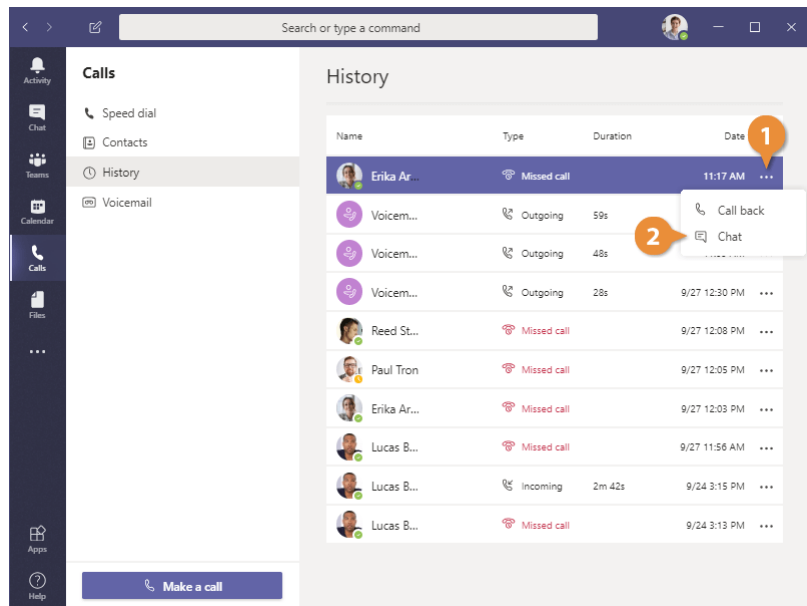 Search or type a command
Activity
Chat
Teams
Calendar
Calls
Files
Apps
Help
Calls
Speed dial
Contacts
History
Voicemail
Make a call
History
Name Type Duration Date
1
Erika Ar... Missed call 11:17 AM
Call back
2
Chat
Voicem... Outgoing 59s
Voicem... Outgoing 48s
Voicem... Outgoing 28s 9/27 12:30 PM
Reed St... Missed call 9/27 12:08 PM
Paul Tron Missed call 9/27 12:05 PM
Erika Ar... Missed call 9/27 12:03 PM
Lucas B... Missed call 9/27 11:56 AM
Lucas B... Incoming 2m 42s 9/24 3:15 PM
Lucas B... Missed call 9/24 3:13 PM